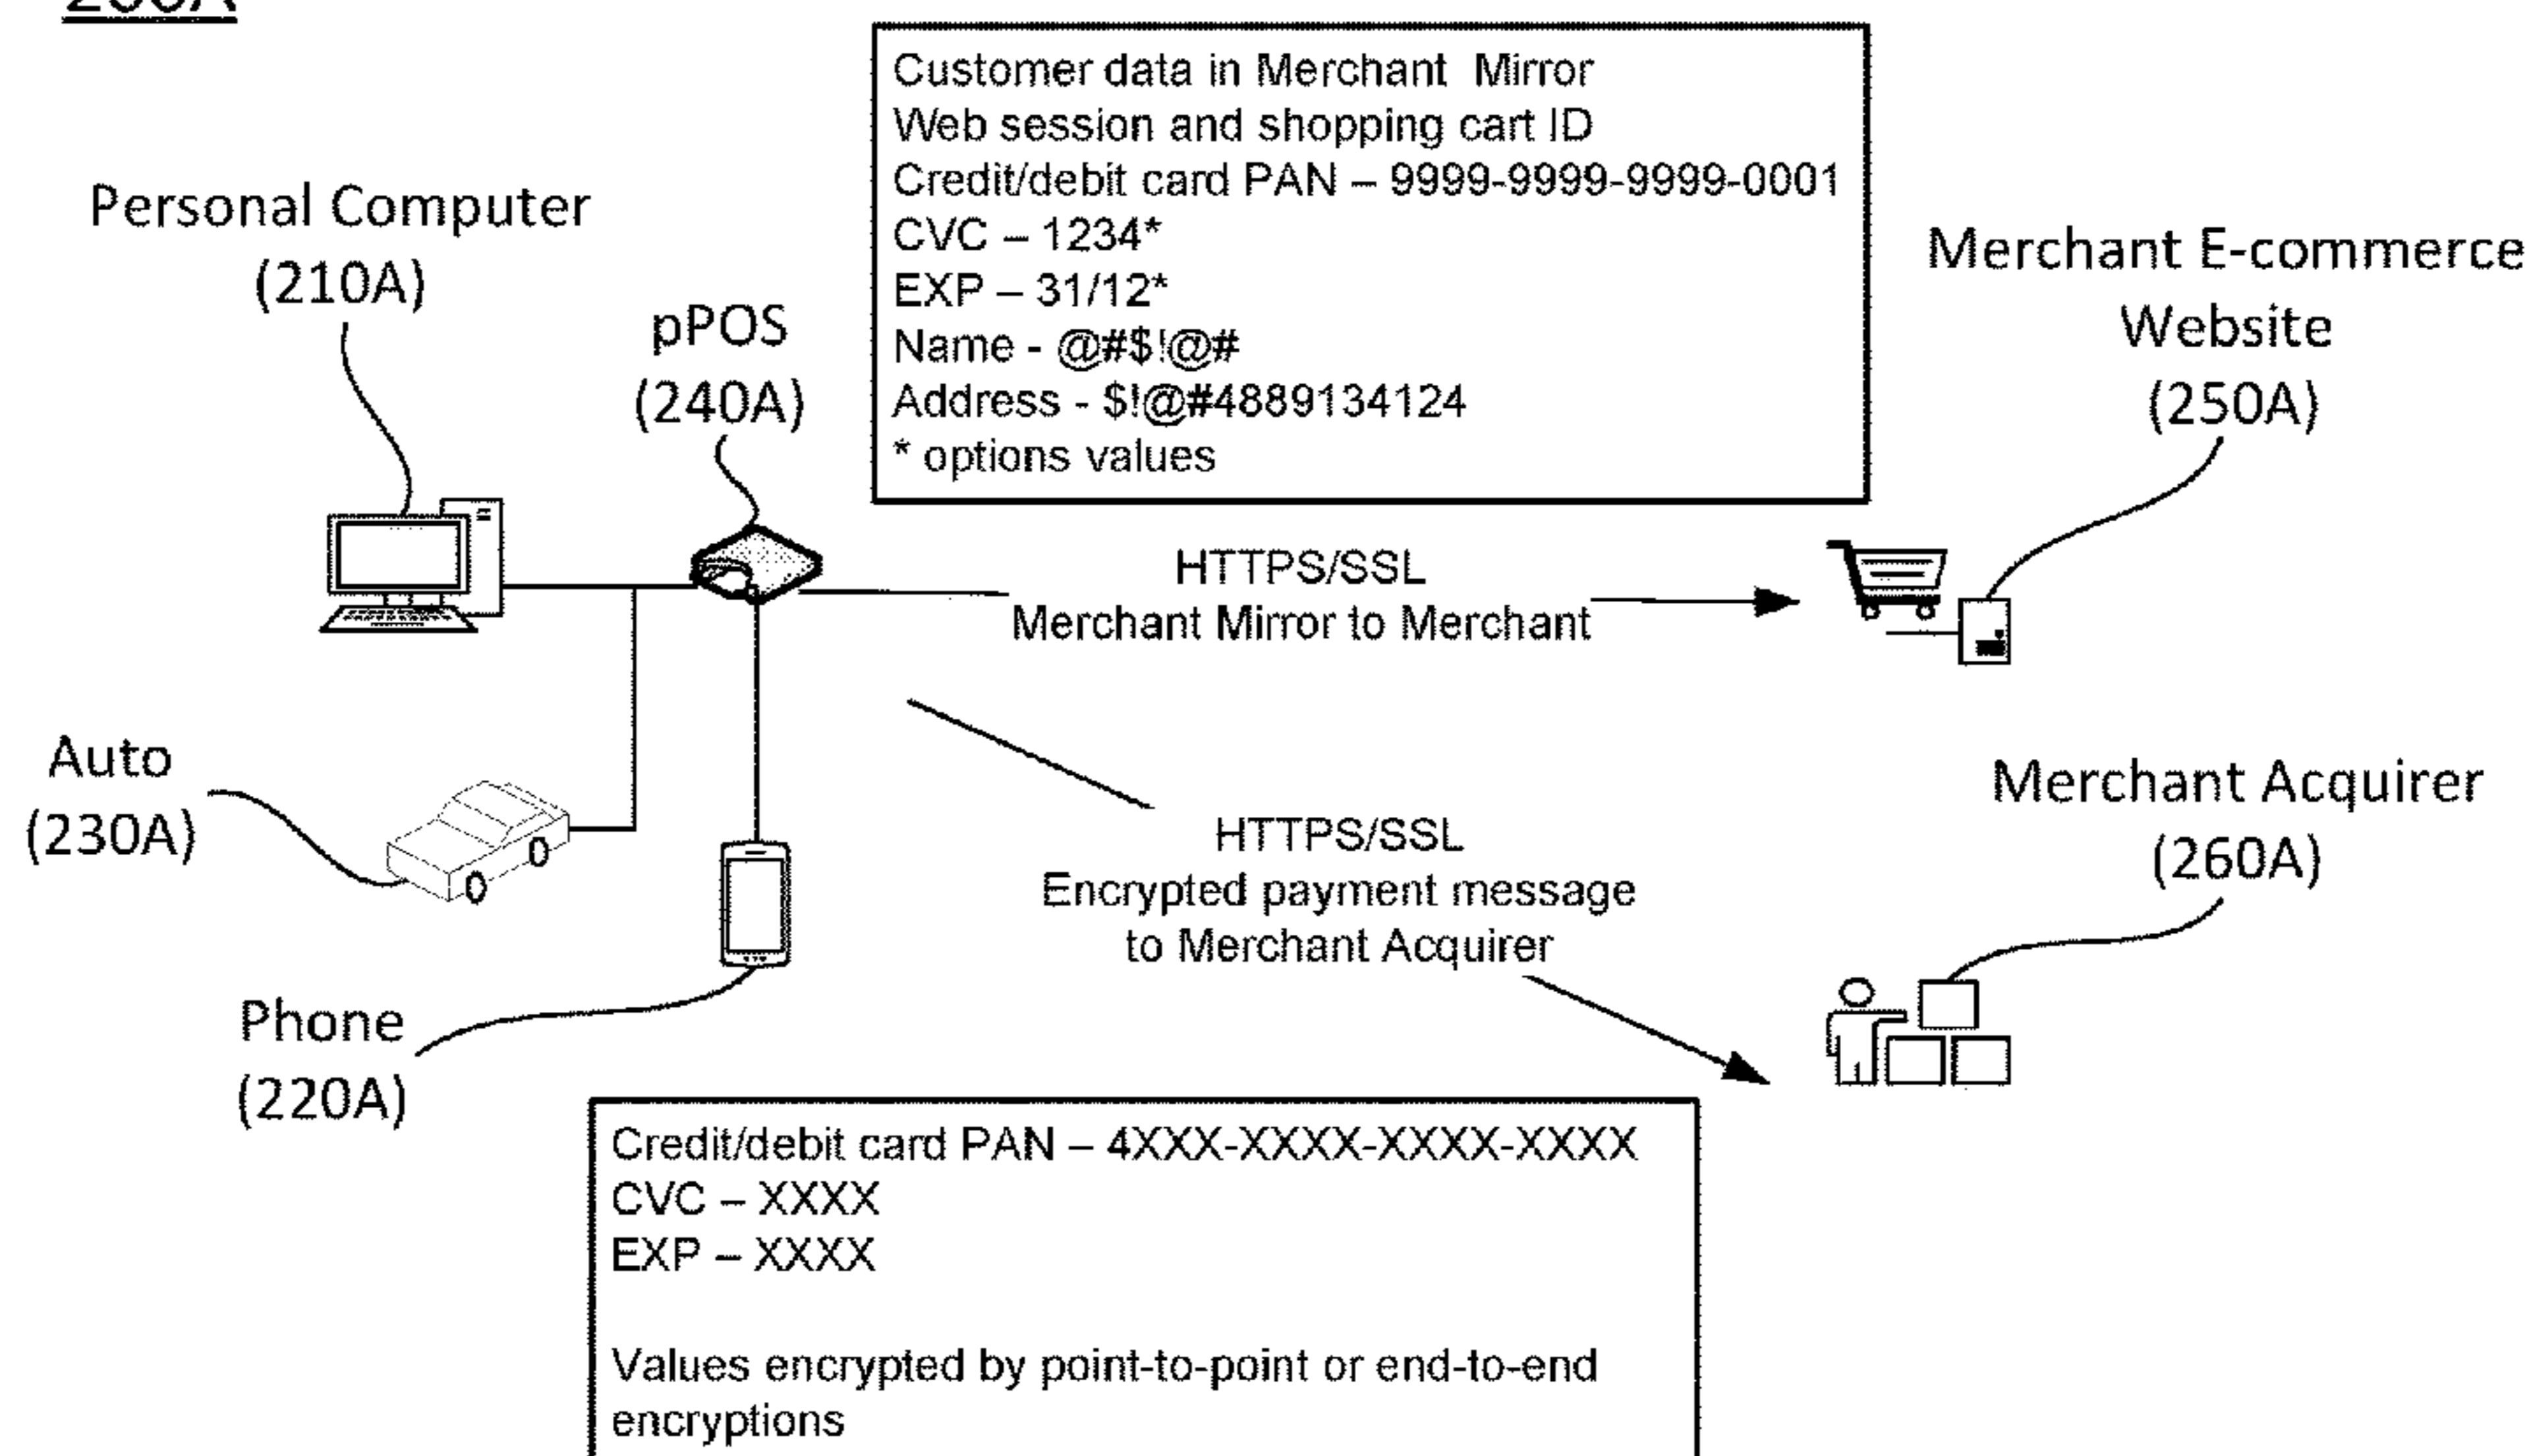 Customer data in Merchant Mirror
Web session and shopping cart ID
Credit/debit card PAN – 9999-9999-9999-0001
CVC – 1234*
EXP – 31/12*
Name - @#$!@#
Address - $!@#4889134124
* options values
Personal Computer
(210A)
pPOS
(240A)
Merchant E-commerce
Website
(250A)
HTTPS/SSL
Merchant Mirror to Merchant
Auto
(230A)
Merchant Acquirer
(260A)
HTTPS/SSL
Encrypted payment message
to Merchant Acquirer
Phone
(220A)
Credit/debit card PAN – 4XXX-XXXX-XXXX-XXXX
CVC – XXXX
EXP – XXXX
Values encrypted by point-to-point or end-to-end
encryptions